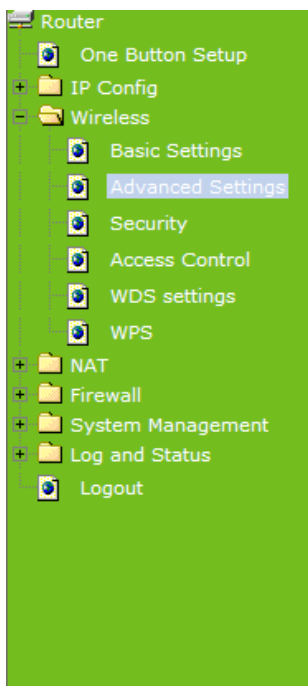 Router
One Button Setup
IP Config
Wireless
Basic Settings
Advanced Settings
Security
Access Control
WDS settings
WPS
NAT
Firewall
System Management
Log and Status
Logout